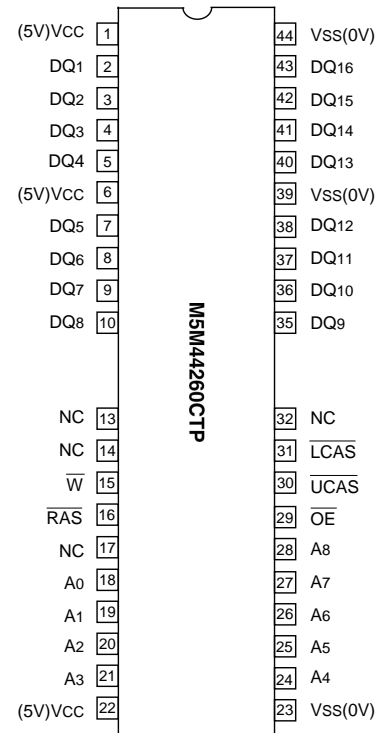 (5V)VCC 1 44 VSS(0V)
DQ1 2 43 DQ16
DQ2 3 42 DQ15
DQ3 4 41 DQ14
DQ4 5 40 DQ13
(5V)VCC 6 39 VSS(0V)
DQ5 7 38 DQ12
DQ6 8 37 DQ11
DQ7 9 36 DQ10
DQ8 10 35 DQ9
M5M44260CTP
NC 13 32 NC
NC 14 31 L̅C̅A̅S̅
W̅ 15 30 U̅C̅A̅S̅
R̅A̅S̅ 16 29 O̅E̅
NC 17 28 A8
A0 18 27 A7
A1 19 26 A6
A2 20 25 A5
A3 21 24 A4
(5V)VCC 22 23 VSS(0V)